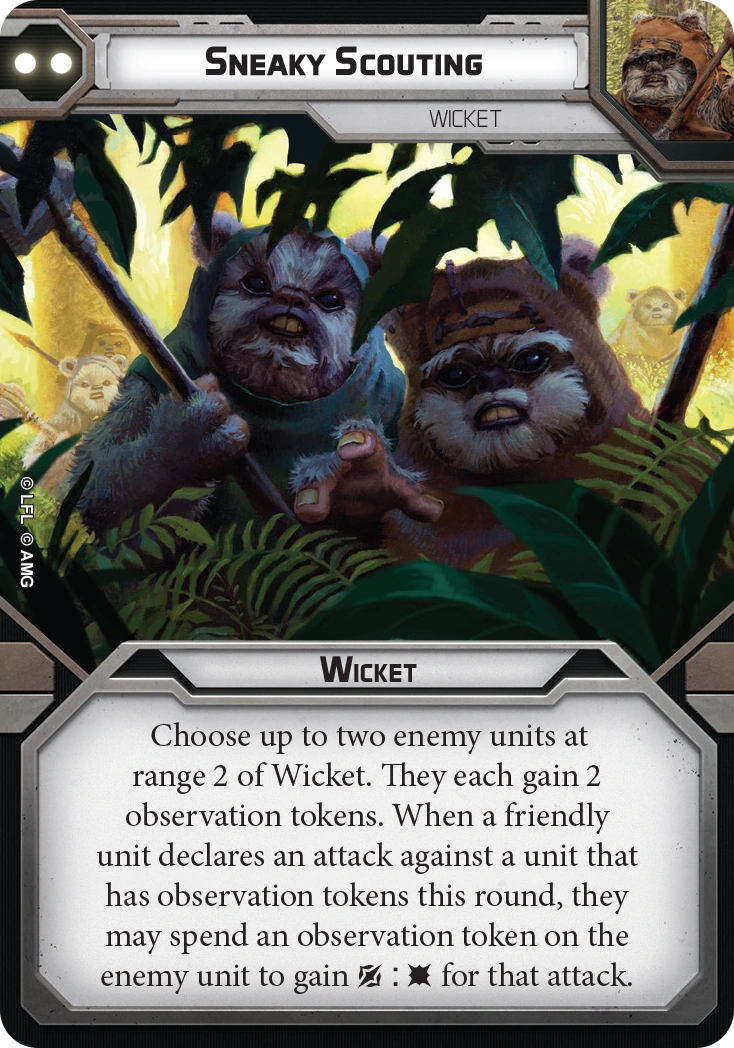 Sneaky Scouting
WICKET
© LFL © AMG
Wicket
Choose up to two enemy units at
range 2 of Wicket. They each gain 2
observation tokens. When a friendly
unit declares an attack against a unit that
has observation tokens this round, they
may spend an observation token on the
enemy unit to gain : for that attack.